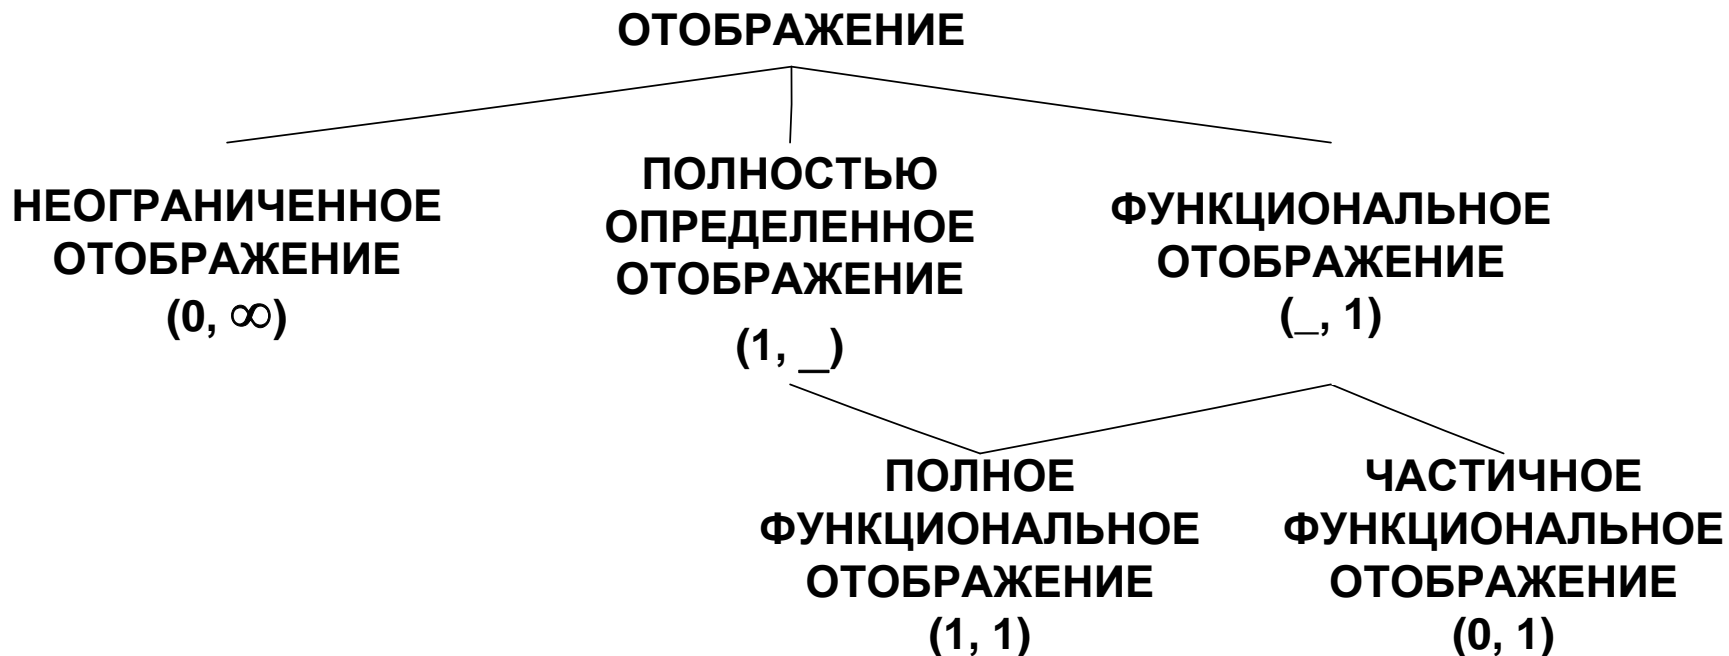 ОТОБРАЖЕНИЕ
НЕОГРАНИЧЕННОЕ
ОТОБРАЖЕНИЕ
(0, ∞)
ПОЛНОСТЬЮ
ОПРЕДЕЛЕННОЕ
ОТОБРАЖЕНИЕ
(1, _)
ФУНКЦИОНАЛЬНОЕ
ОТОБРАЖЕНИЕ
(_, 1)
ПОЛНОЕ
ФУНКЦИОНАЛЬНОЕ
ОТОБРАЖЕНИЕ
(1, 1)
ЧАСТИЧНОЕ
ФУНКЦИОНАЛЬНОЕ
ОТОБРАЖЕНИЕ
(0, 1)